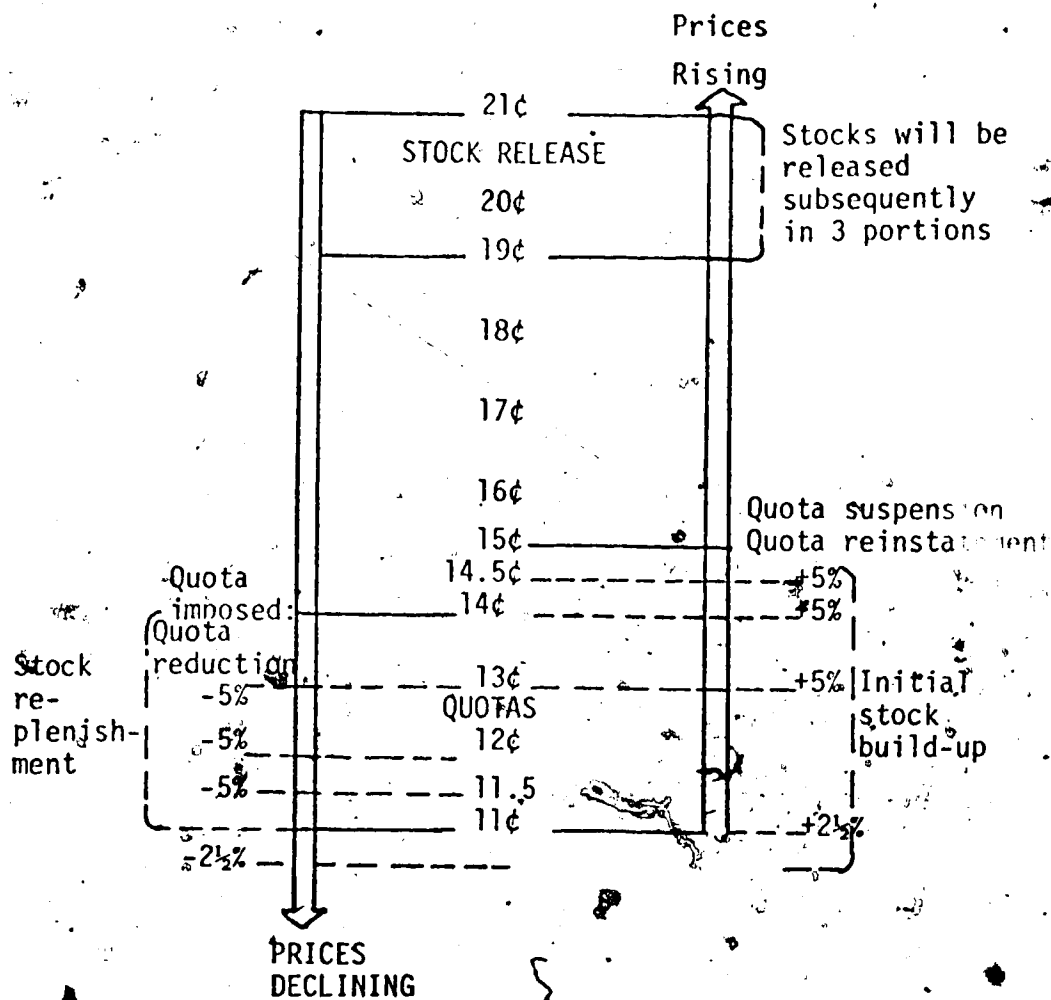 Prices
Rising
21¢
STOCK RELEASE
Stocks will be
released
subsequently
in 3 portions
20¢
19¢
18¢
17¢
16¢
Quota suspension
15¢
Quota reinstatement
14.5¢
+5%
Quota
imposed:
14¢
+5%
Quota
reduction
Stock
re-
plenish-
ment
13¢
+5%
-5%
QUOTAS
Initial
stock
build-up
-5%
12¢
-5%
11.5
11¢
+2½%
-2½%
PRICES
DECLINING